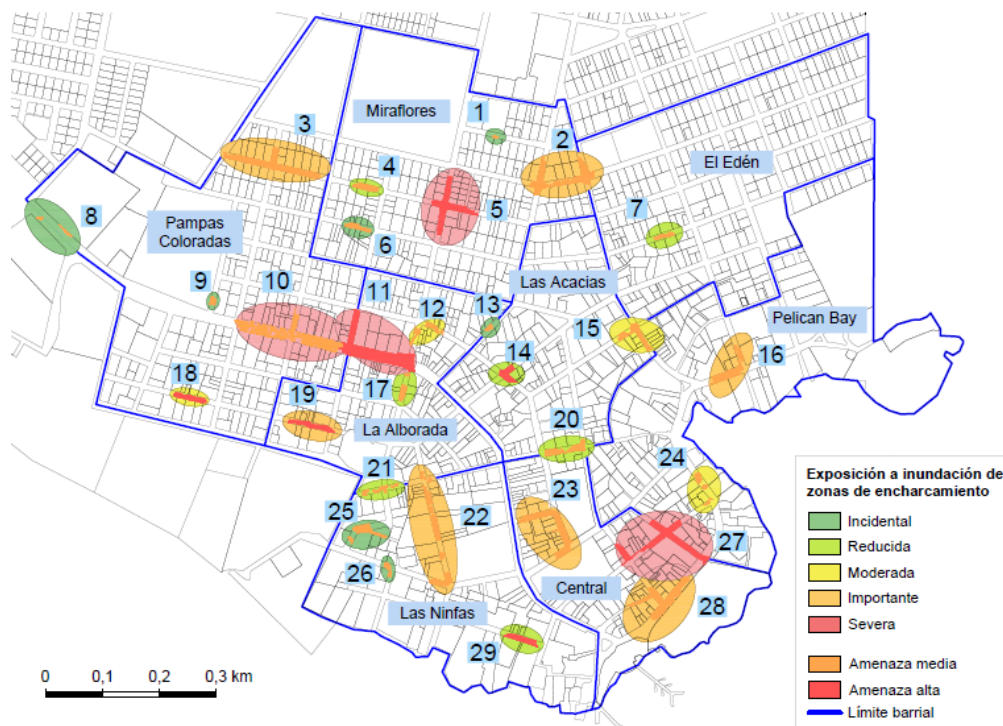 1
Miraflores
3
2
4
El Edén
5
7
8
Pampas
Coloradas
6
Las Acacias
9
10
11
12
13
15
Pelican Bay
14
16
18
17
19
20
La Alborada
24
21
23
25
22
27
26
Central
Las Ninfas
28
29
0 0,1 0,2 0,3 km
Exposición a inundación de
zonas de encharcamiento
Incidental
Reducida
Moderada
Importante
Severa
Amenaza media
Amenaza alta
Límite barrial